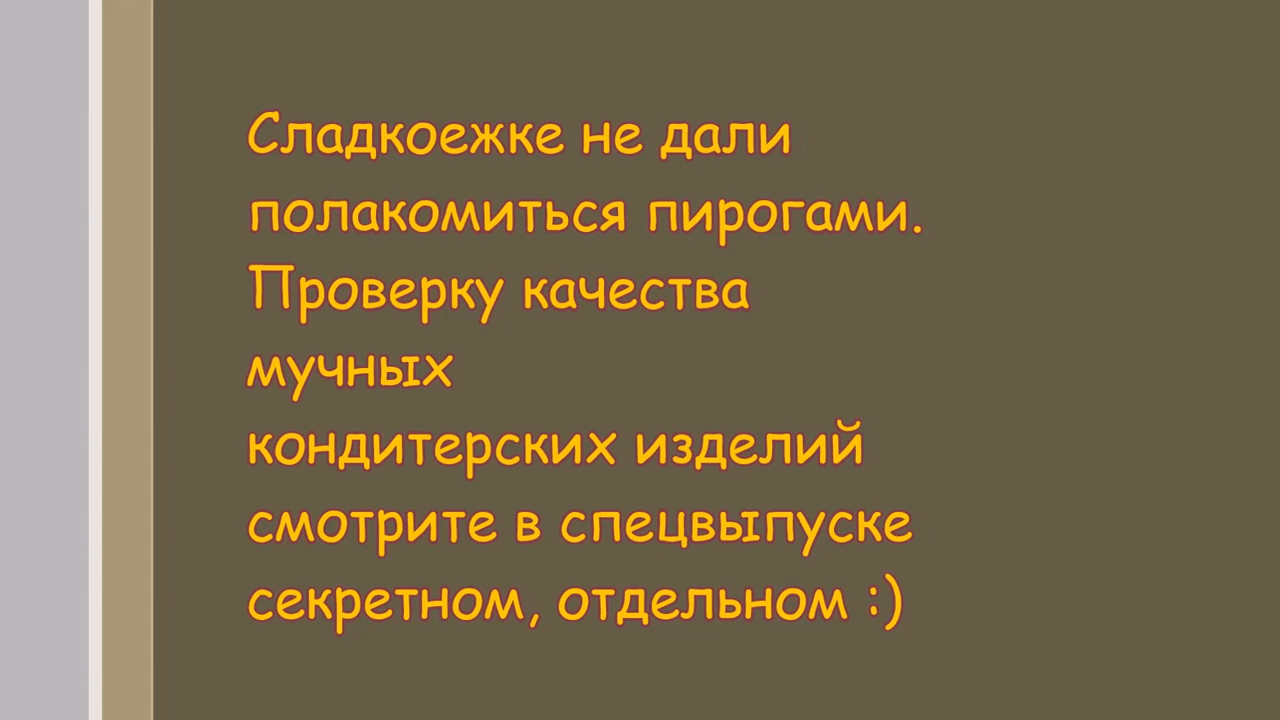 Сладкоежке не дали
полакомиться пирогами.
Проверку качества
мучных
кондитерских изделий
смотрите в спецвыпуске
секретном, отдельном :)